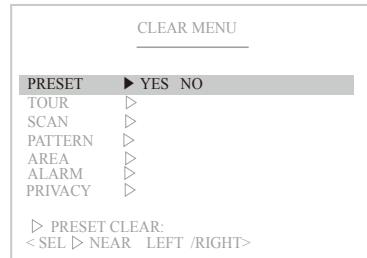 CLEAR MENU
PRESET ▶ YES NO
TOUR ▷
SCAN ▷
PATTERN ▷
AREA ▷
ALARM ▷
PRIVACY ▷
▷ PRESET CLEAR:
< SEL ▷ NEAR LEFT /RIGHT>